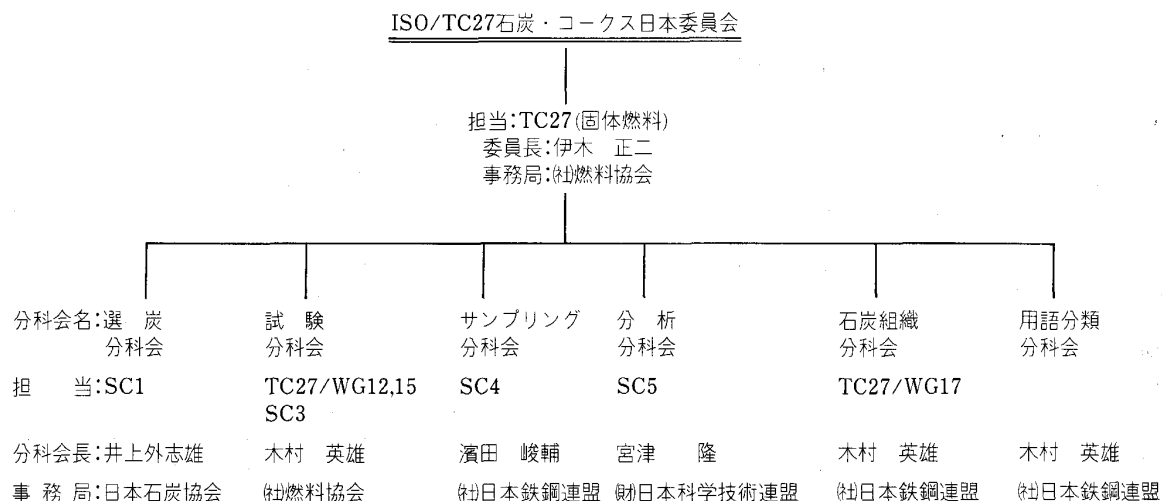 ISO/TC27石炭・コークス日本委員会
担当:TC27(固体燃料)
委員長:伊木 正二
事務局:㈳燃料協会
分科会名:選 炭 試 験 サンプリング 分 析 石炭組織 用語分類
分科会 分科会 分科会 分科会 分科会 分科会
担 当:SC1 TC27/WG12,15 SC4 SC5 TC27/WG17
SC3
分科会長:井上外志雄 木村 英雄 濱田 峻輔 宮津 隆 木村 英雄 木村 英雄
事 務 局:日本石炭協会 ㈳燃料協会 ㈳日本鉄鋼連盟 ㈶日本科学技術連盟 ㈳日本鉄鋼連盟 ㈳日本鉄鋼連盟